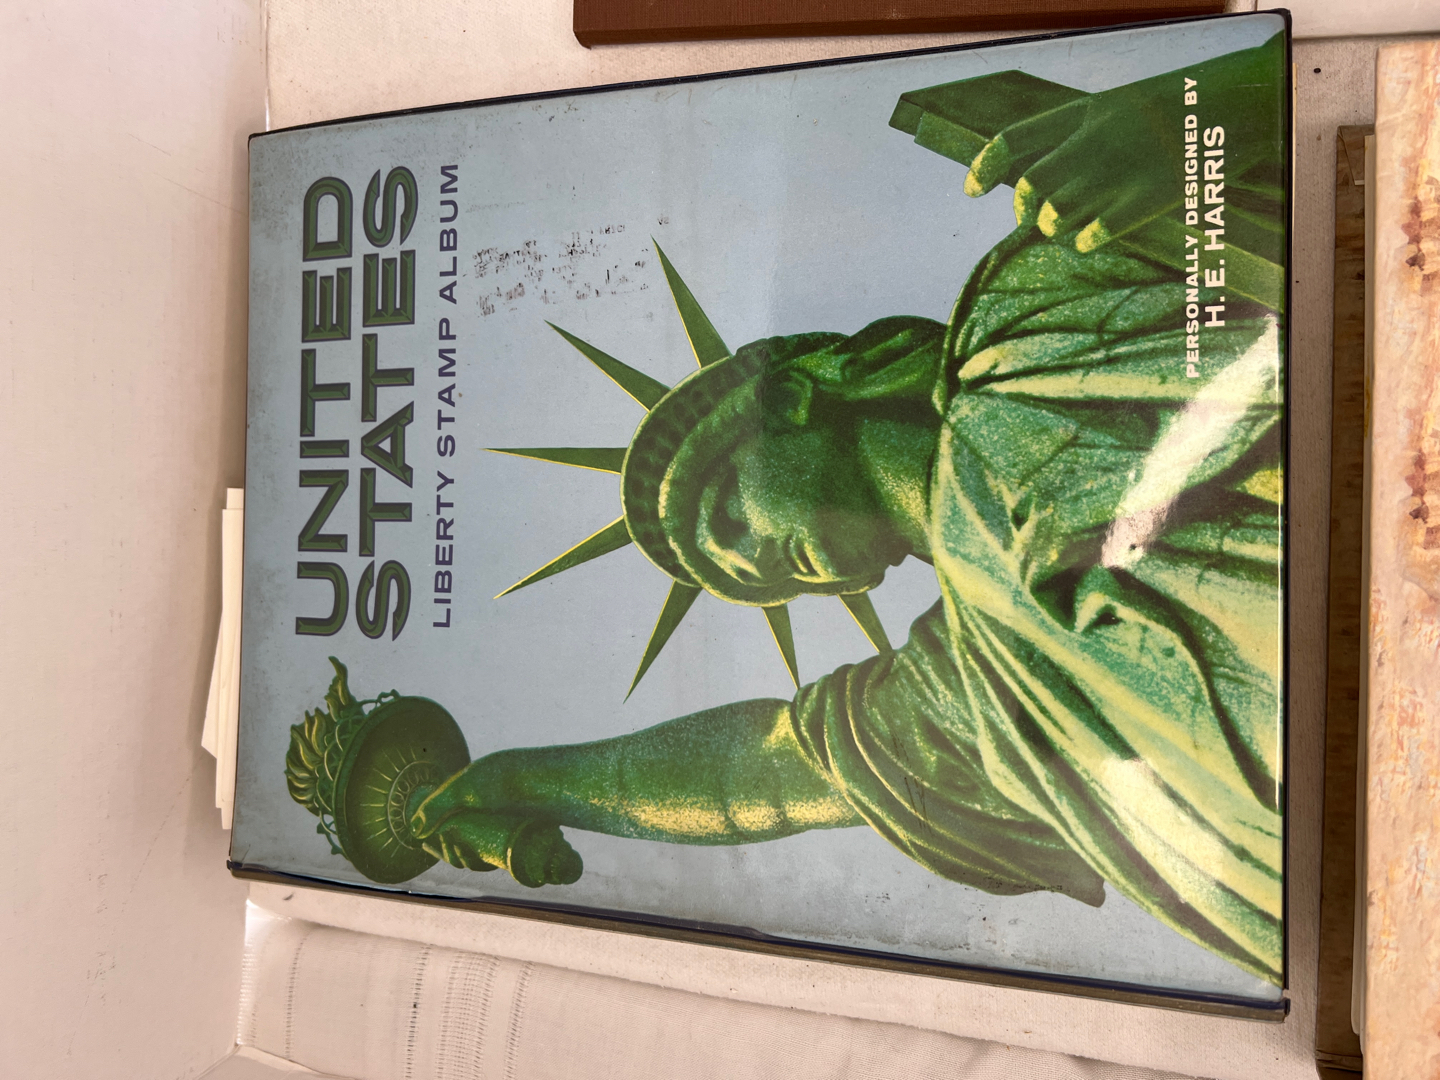 UNITED
STATES
LIBERTY STAMP ALBUM
PERSONALLY DESIGNED BY
H. E. HARRIS